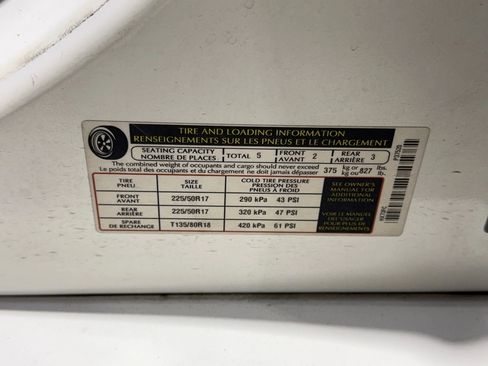 TIRE AND LOADING INFORMATION
RENSEIGNEMENTS SUR LES PNEUS ET LE CHARGEMENT
SEATING CAPACITY
NOMBRE DE PLACES
TOTAL 5
FRONT
AVANT 2
REAR
ARRIÈRE 3
The combined weight of occupants and cargo should never exceed
Le poids total des occupants et du chargement ne doit jamais dépasser
375 kg or
kg ou 827 lbs.
lb.
TIRE
PNEU
SIZE
TAILLE
COLD TIRE PRESSURE
PRESSION DES
PNEUS À FROID
SEE OWNER'S
MANUAL FOR
ADDITIONAL
INFORMATION
FRONT
AVANT
225/50R17
290 kPa 43 PSI
REAR
ARRIÈRE
225/50R17
320 kPa 47 PSI
VOIR LE MANUEL
DE L'USAGER
POUR PLUS DE
RENSEIGNEMENTS
SPARE
DE RECHANGE
T135/80R18
420 kPa 61 PSI